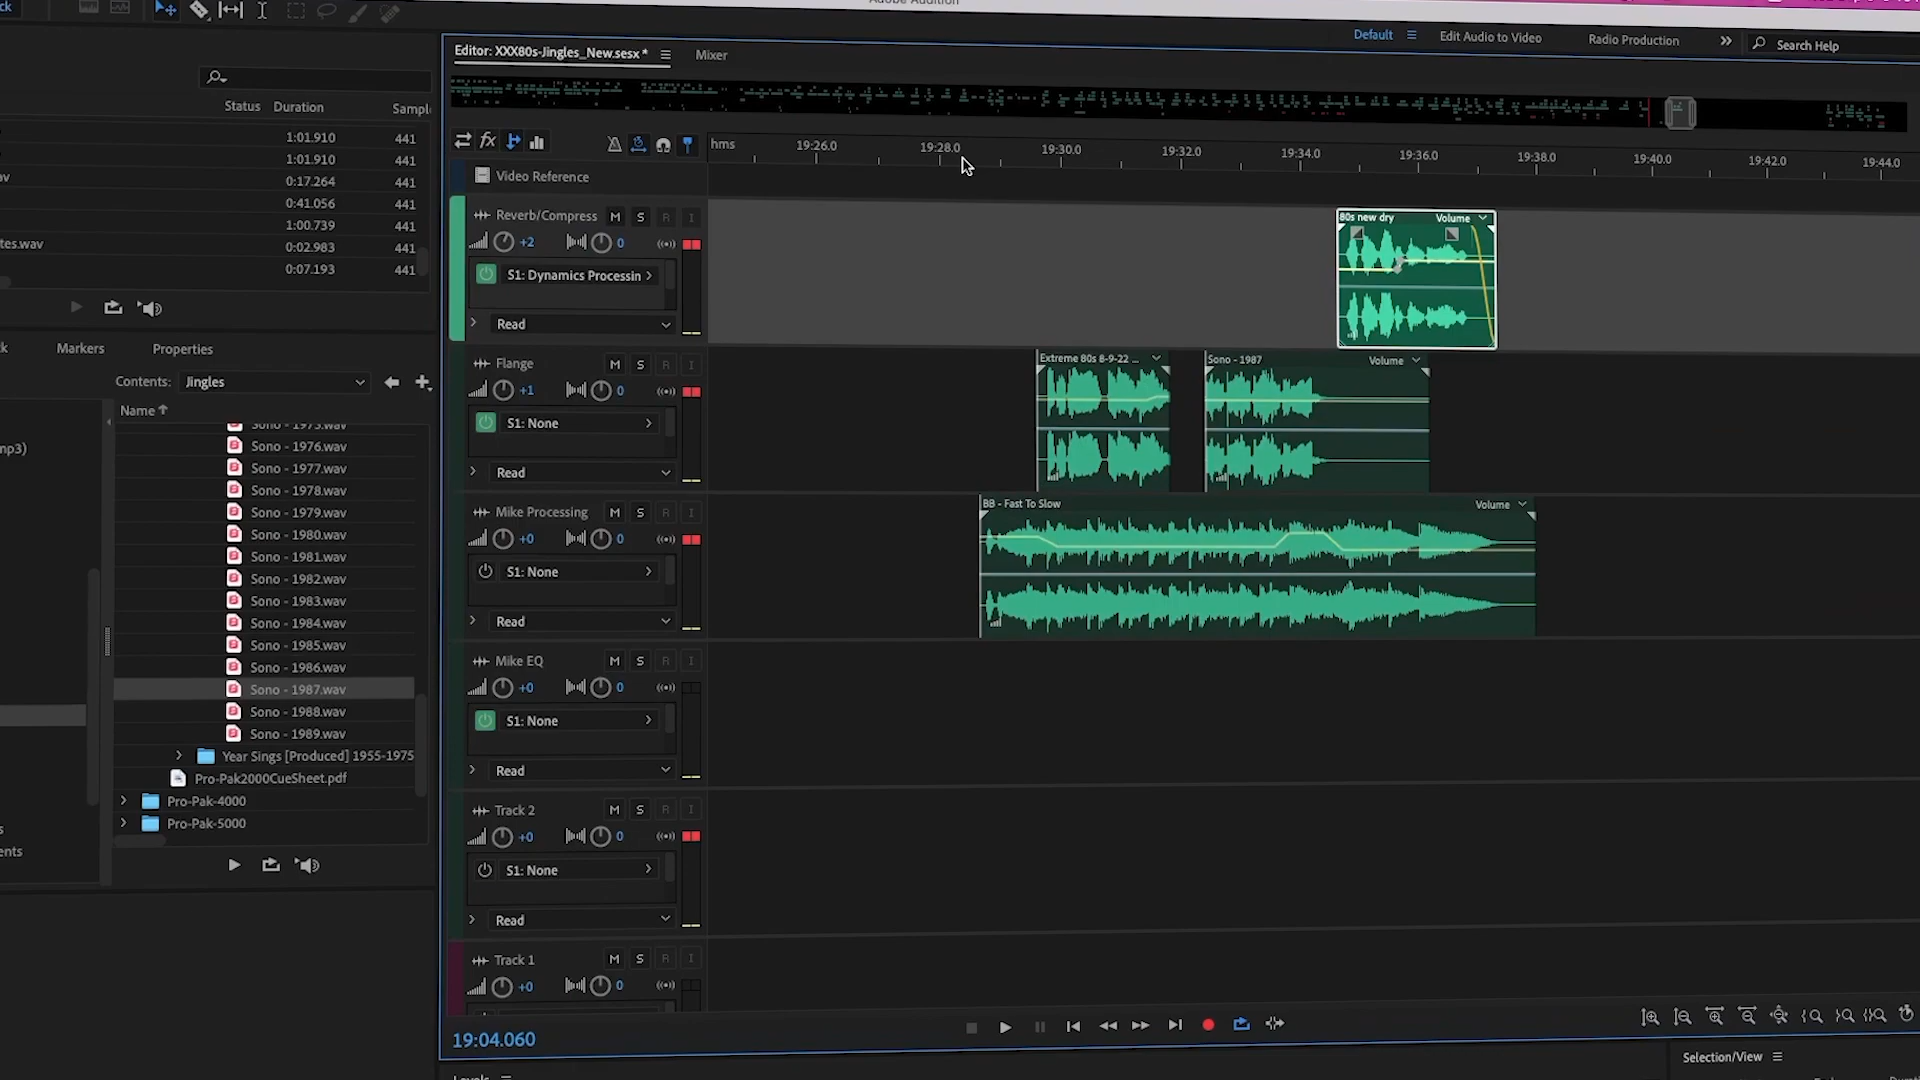 Adobe Audition
Default
Edit Audio to Video
Radio Production
Search Help
Editor: XXX80s-Jingles_New.sesx *
Mixer
Status
Duration
1:01.910
441
1:01.910
441
0:17.264
441
0:41.056
441
1:00.739
441
tes.wav
0:02.983
441
0:07.193
441
Markers
Properties
Contents:
Jingles
Name
mp3)
Sono - 1975.wav
Sono - 1976.wav
Sono - 1977.wav
Sono - 1978.wav
Sono - 1979.wav
Sono - 1980.wav
Sono - 1981.wav
Sono - 1982.wav
Sono - 1983.wav
Sono - 1984.wav
Sono - 1985.wav
Sono - 1986.wav
Sono - 1987.wav
Sono - 1988.wav
Sono - 1989.wav
Year Sings [Produced] 1955-1975
Pro-Pak2000CueSheet.pdf
Pro-Pak-4000
Pro-Pak-5000
ents
fx
hms
19:26.0
19:28.0
19:30.0
19:32.0
19:34.0
19:36.0
19:38.0
19:40.0
19:42.0
19:44.0
Video Reference
Reverb/Compress
M S R I
+2
0
S1: Dynamics Processin
Read
80s new dry
Volume
Flange
M S R I
+1
0
S1: None
Read
Extreme 80s 8-9-22 ...
Sono - 1987
Volume
Mike Processing
M S R I
+0
0
S1: None
Read
BB - Fast To Slow
Volume
Mike EQ
M S R I
+0
0
S1: None
Read
Track 2
M S R I
+0
0
S1: None
Read
Track 1
M S R I
+0
0
19:04.060
Selection/View